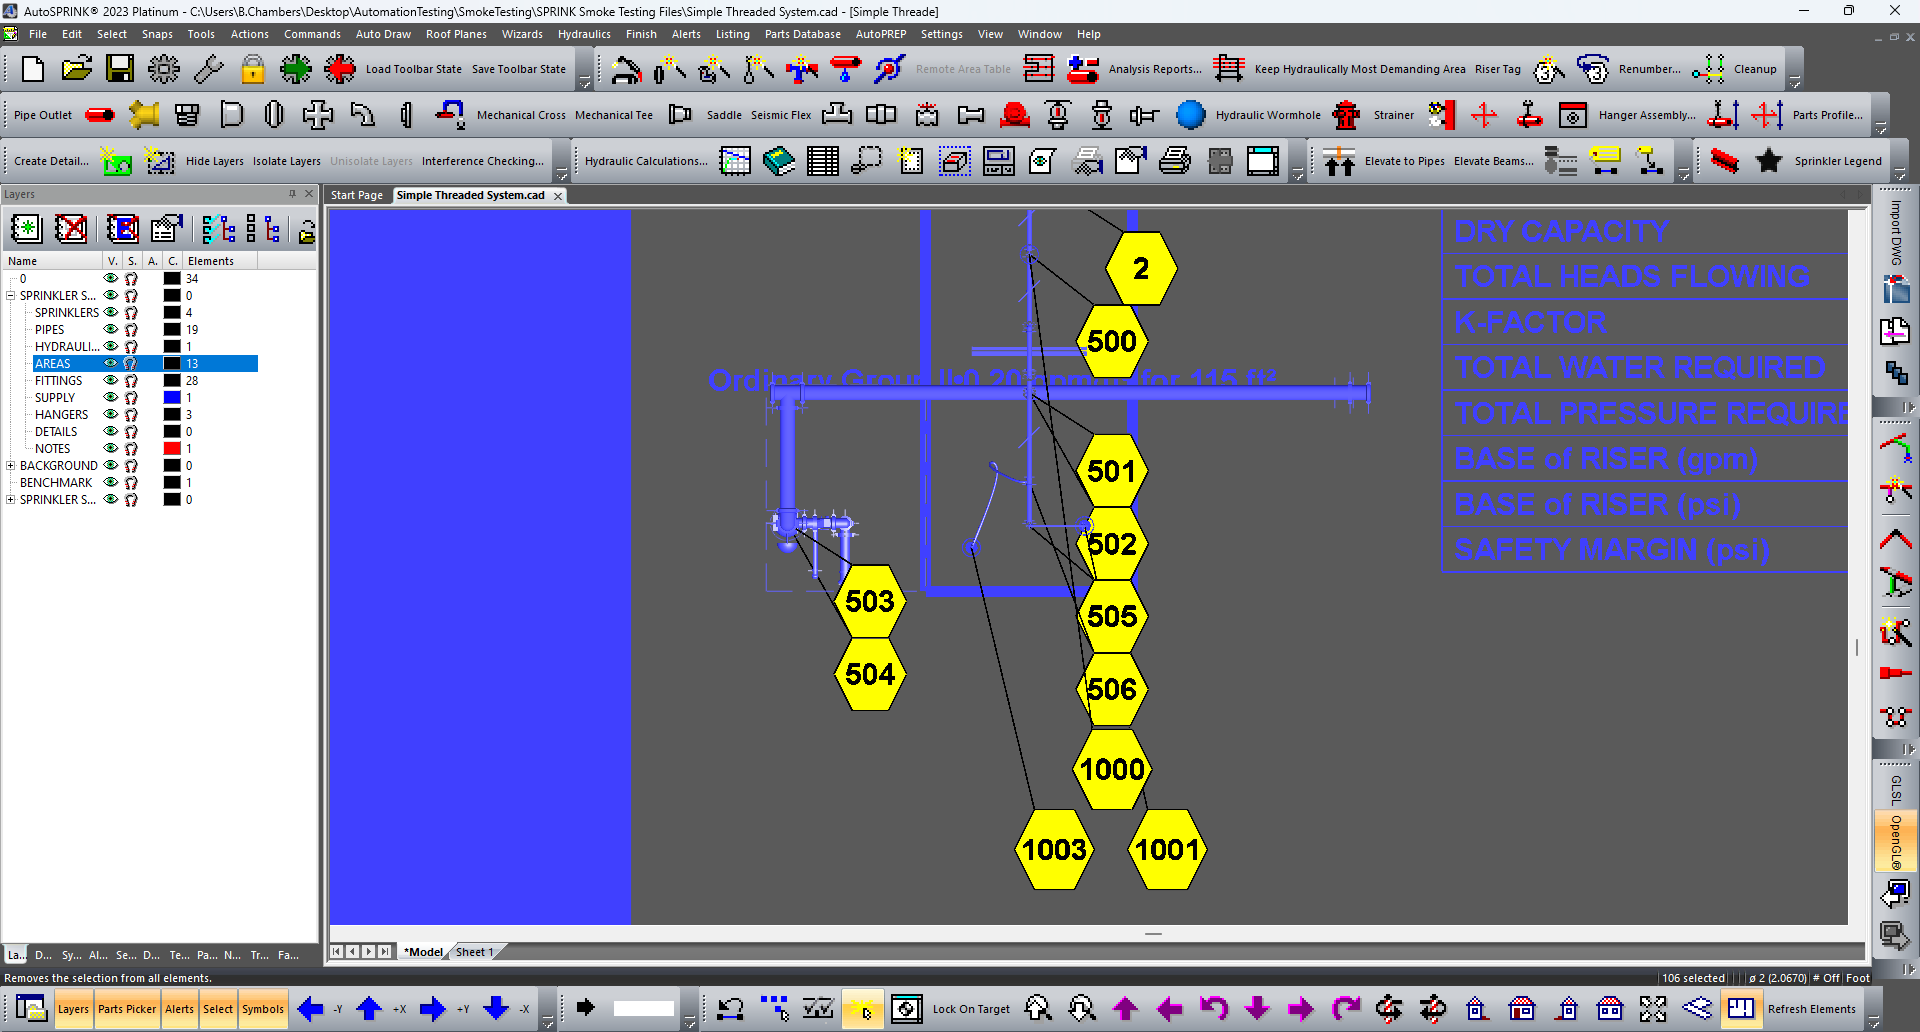 AutoSPRINK® 2023 Platinum - C:\Users\B.Chambers\Desktop\AutomationTesting\SmokeTesting\SPRINK Smoke Testing Files\Simple Threaded System.cad - [Simple Threade]
File Edit Select Snaps Tools Actions Commands Auto Draw Roof Planes Wizards Hydraulics Finish Alerts Listing Parts Database AutoPREP Settings View Window Help
Load Toolbar State Save Toolbar State Remote Area Table Analysis Reports... Keep Hydraulically Most Demanding Area Riser Tag Renumber... Cleanup
Pipe Outlet Mechanical Cross Mechanical Tee Saddle Seismic Flex Hydraulic Wormhole Strainer Hanger Assembly... Parts Profile...
Create Detail... Hide Layers Isolate Layers Unisolate Layers Interference Checking... Hydraulic Calculations... Elevate to Pipes Elevate Beams... Sprinkler Legend
Layers
Start Page Simple Threaded System.cad
Name V. S. A. C. Elements
0 34
SPRINKLER S... 0
SPRINKLERS 4
PIPES 19
HYDRAULI... 1
AREAS 13
FITTINGS 28
SUPPLY 1
HANGERS 3
DETAILS 0
NOTES 1
BACKGROUND 0
BENCHMARK 1
SPRINKLER S... 0
La... D... Sy... Al... Se... D... Te... Pa... N... Tr... Fa...
2
500
501
502
505
506
1000
1003
1001
503
504
DRY CAPACITY
TOTAL HEADS FLOWING
K-FACTOR
TOTAL WATER REQUIRED
TOTAL PRESSURE REQUIRE
BASE of RISER (gpm)
BASE of RISER (psi)
SAFETY MARGIN (psi)
Import DWG
GLSL
OpenGL®
*Model Sheet 1
Removes the selection from all elements.
106 selected ø 2 (2.0670) # Off Foot
Layers Parts Picker Alerts Select Symbols -Y +X +Y -X Lock On Target Refresh Elements